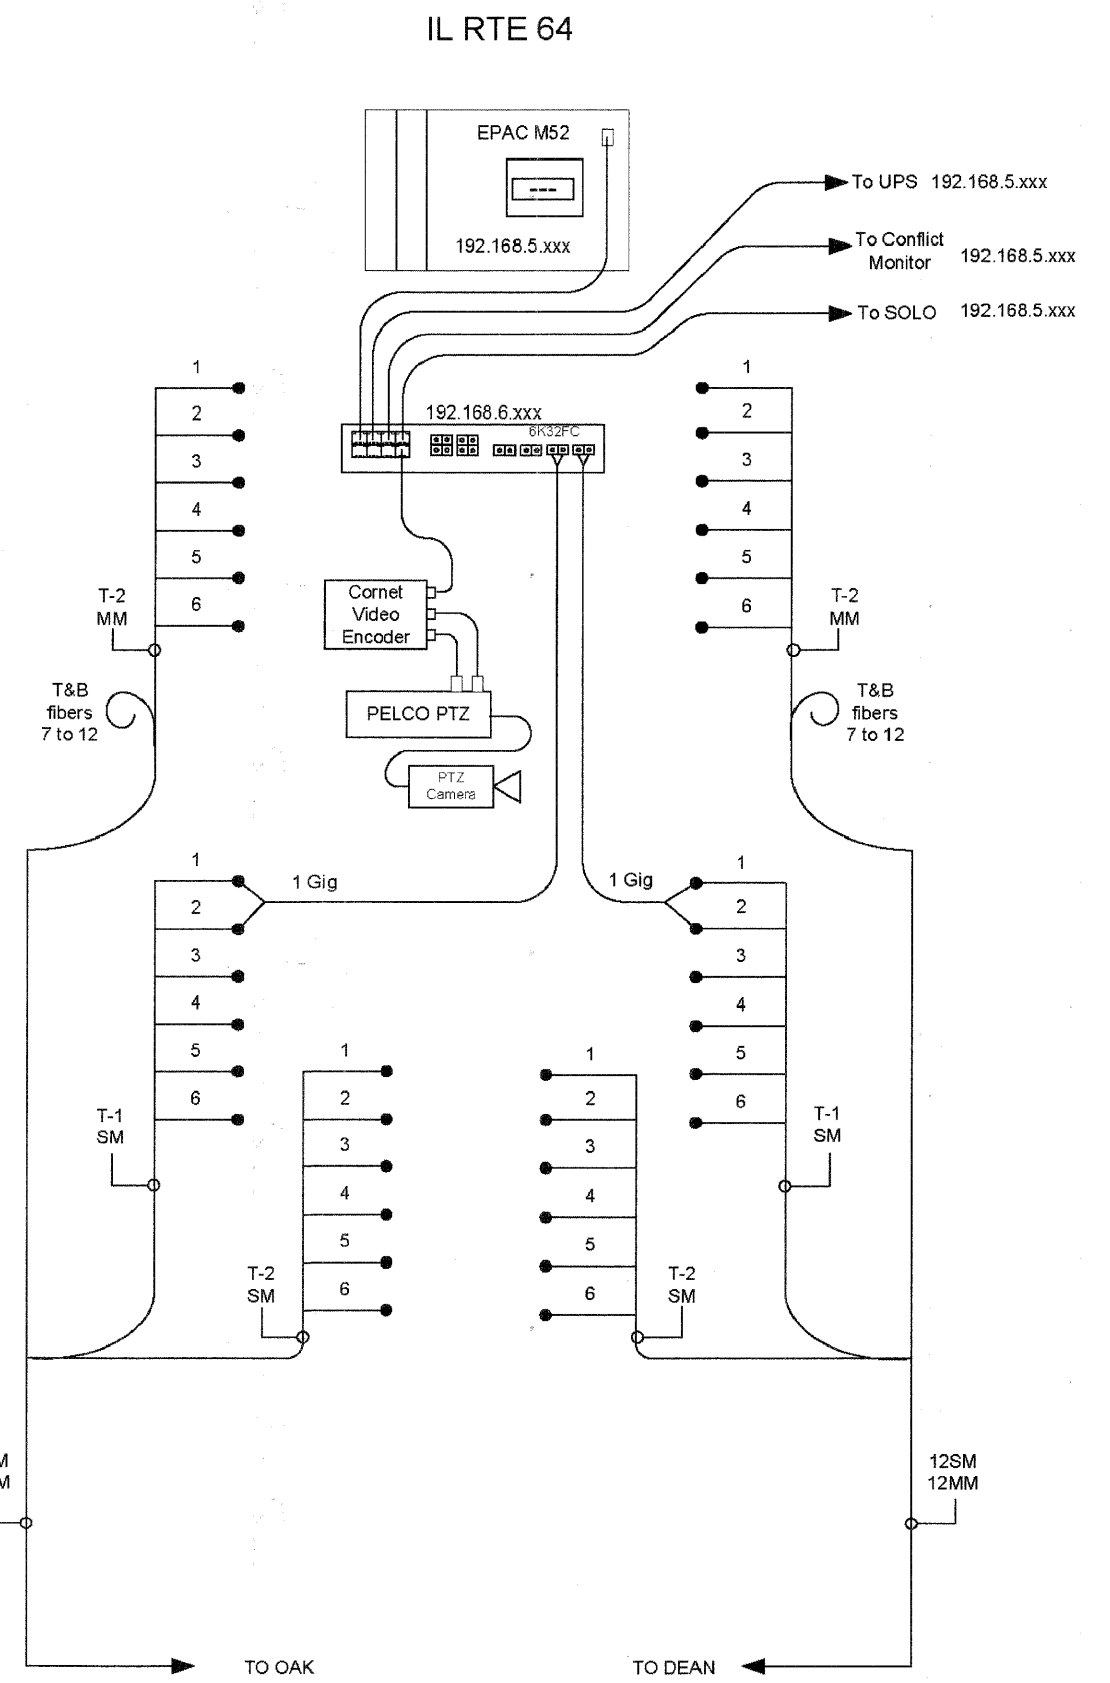 IL RTE 64
EPAC M52
192.168.5.xxx
To UPS 192.168.5.xxx
To Conflict
Monitor 192.168.5.xxx
To SOLO 192.168.5.xxx
192.168.6.xxx
6K32FC
1
2
3
4
5
6
T-2
MM
T&B
fibers
7 to 12
1
2
3
4
5
6
T-2
MM
T&B
fibers
7 to 12
Cornet
Video
Encoder
PELCO PTZ
PTZ
Camera
1
2
3
4
5
6
1 Gig
T-1
SM
1 Gig
1
2
3
4
5
6
T-1
SM
1
2
3
4
5
6
T-2
SM
1
2
3
4
5
6
T-2
SM
M
M
12SM
12MM
TO OAK
TO DEAN